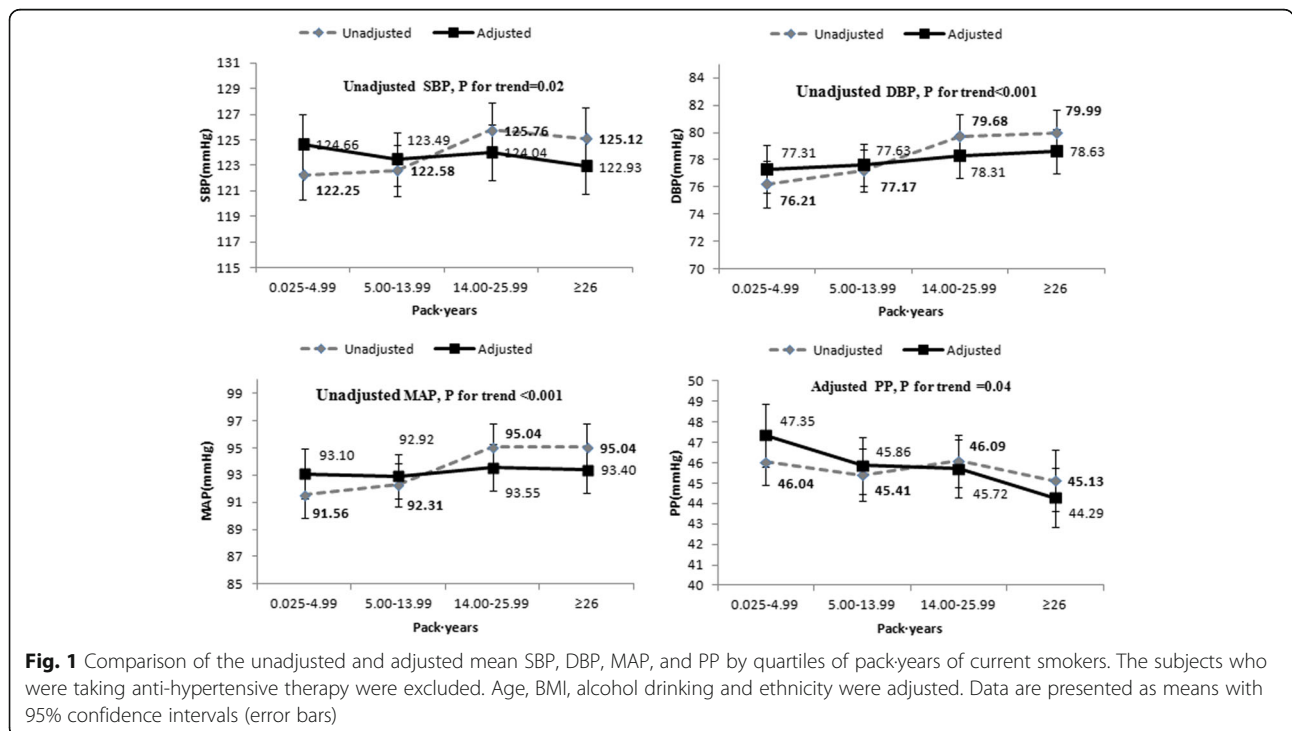 Unadjusted Adjusted
Unadjusted SBP, P for trend=0.02
SBP(mmHg)
131
129
127
125
123
121
119
117
115
124.66
123.49
125.76
124.04
125.12
122.93
122.25
122.58
0.025-4.99 5.00-13.99 14.00-25.99 ≥26
Pack·years
Unadjusted Adjusted
Unadjusted DBP, P for trend<0.001
DBP(mmHg)
84
82
80
78
76
74
72
70
77.31
77.63
79.68
79.99
76.21
77.17
78.31
78.63
0.025-4.99 5.00-13.99 14.00-25.99 ≥26
Pack·years
Unadjusted Adjusted
Unadjusted MAP, P for trend <0.001
MAP(mmHg)
99
97
95
93
91
89
87
85
93.10
92.92
95.04
95.04
91.56
92.31
93.55
93.40
0.025-4.99 5.00-13.99 14.00-25.99 ≥26
Pack·years
Unadjusted Adjusted
Adjusted PP, P for trend =0.04
PP(mmHg)
50
49
48
47
46
45
44
43
42
41
40
47.35
45.86
46.09
45.13
46.04
45.41
45.72
44.29
0.025-4.99 5.00-13.99 14.00-25.99 ≥26
Pack·years
Fig. 1 Comparison of the unadjusted and adjusted mean SBP, DBP, MAP, and PP by quartiles of pack·years of current smokers. The subjects who
were taking anti-hypertensive therapy were excluded. Age, BMI, alcohol drinking and ethnicity were adjusted. Data are presented as means with
95% confidence intervals (error bars)